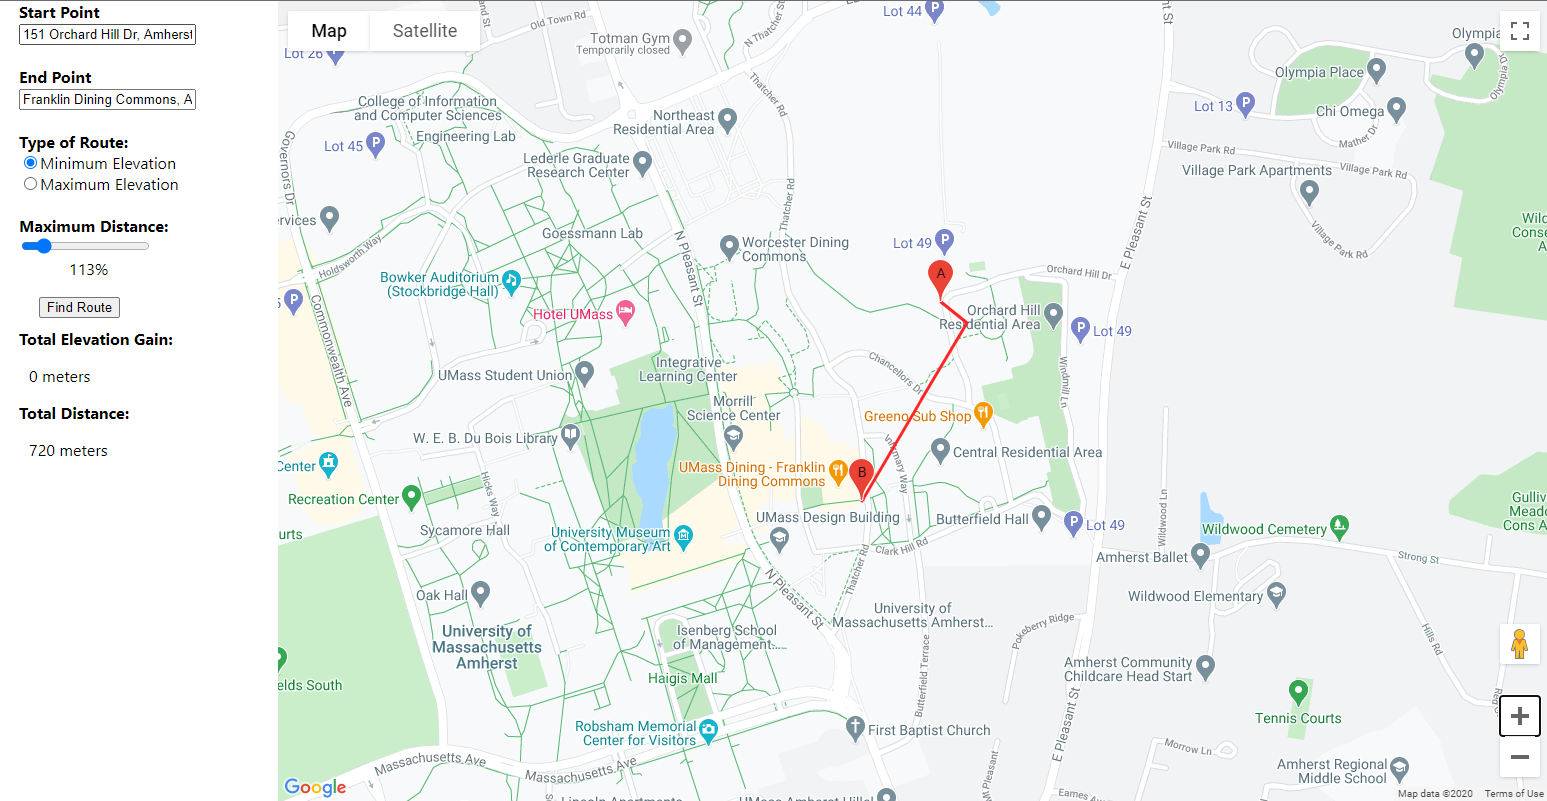 Start Point
151 Orchard Hill Dr, Amherst
End Point
Franklin Dining Commons, A
Type of Route:
Minimum Elevation
Maximum Elevation
Maximum Distance:
113%
Find Route
Total Elevation Gain:
0 meters
Total Distance:
720 meters
Map
Satellite
Old Town Rd
Lot 44
N Thatcher St
Totman Gym
Temporarily closed
Lot 26
College of Information
and Computer Sciences
Engineering Lab
Lot 45
Governors Dr
Northeast
Residential Area
Thatcher Rd
Lederle Graduate
Research Center
Thatcher Rd
Olympia
Olympia Place
Olympia Dr
Lot 13
Chi Omega
Mather Dr
Village Park Rd
Village Park Rd
Village Park Apartments
Village Park Rd
E Pleasant St
Wild
Conse
A
rvices
Holdsworth Way
Goessmann Lab
N Pleasant St
Worcester Dining
Commons
Lot 49
A
Orchard Hill Dr
Bowker Auditorium
(Stockbridge Hall)
Hotel UMass
Commonwealth Ave
Orchard Hill
Residential Area
Lot 49
Integrative
Learning Center
UMass Student Union
Chancellors Dr
Windmill Ln
Morrill
Science Center
Greeno Sub Shop
W. E. B. Du Bois Library
Infirmary Way
Central Residential Area
Center
UMass Dining - Franklin
Dining Commons
B
Recreation Center
Hicks Way
Sycamore Hall
UMass Design Building
Butterfield Hall
Lot 49
Wildwood Ln
Wildwood Cemetery
Gulliv
Meado
Cons A
urts
University Museum
of Contemporary Art
Clark Hill Rd
Thatcher Rd
Amherst Ballet
Strong St
Oak Hall
N Pleasant St
Wildwood Elementary
University of
Massachusetts Amherst...
Pokeberry Ridge
Hills Rd
University of
Massachusetts
Amherst
Isenberg School
of Management....
Butterfield Terrace
Amherst Community
Childcare Head Start
elds South
Haigis Mall
E Pleasant St
Tennis Courts
Robsham Memorial
Center for Visitors
First Baptist Church
Morrow Ln
Massachusetts Ave
Massachusetts Ave
N Pleasant
Amherst Regional
Middle School
Google
Lincoln Apartments
UMass Amherst Hillel
Eames Ave
Map data ©2020
Terms of Use